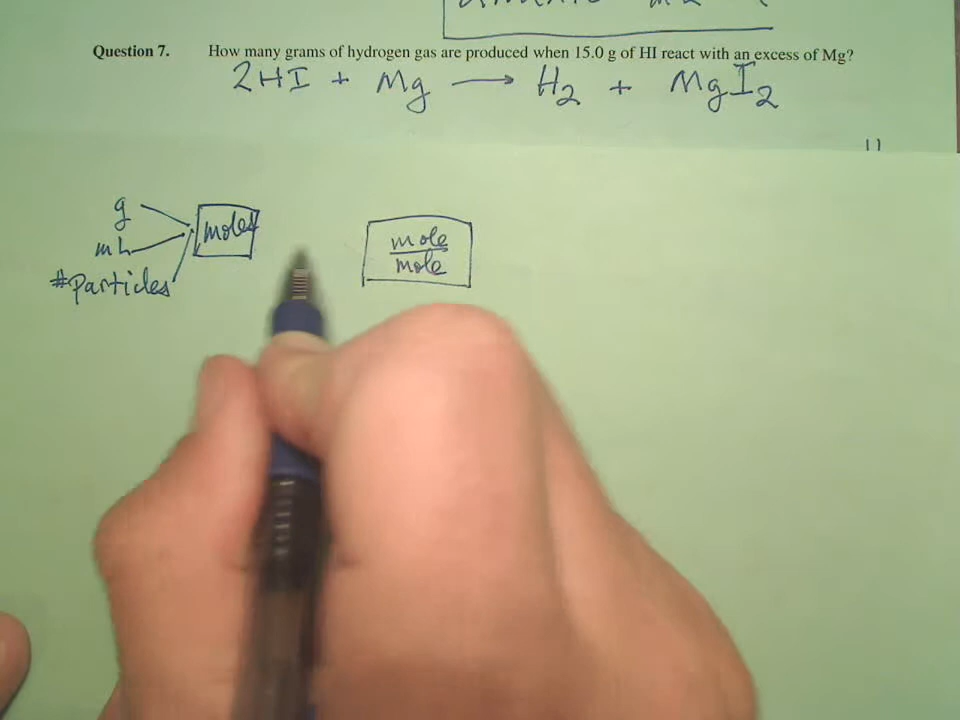 Question 7. How many grams of hydrogen gas are produced when 15.0 g of HI react with an excess of Mg?
2HI + Mg → H2 + MgI2
11
g
mL
#Particles
moles
mole
mole